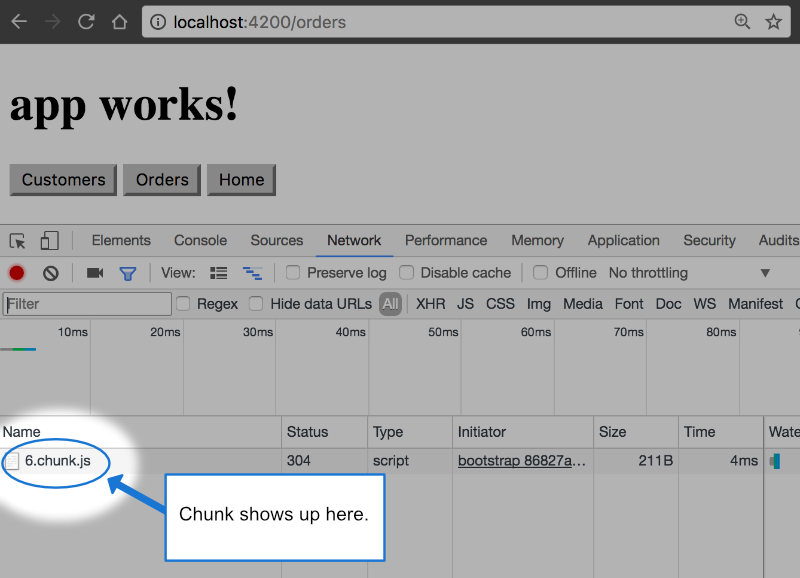 localhost:4200/orders
app works!
Customers Orders Home
Elements Console Sources Network Performance Memory Application Security Audits
View: Preserve log Disable cache Offline No throttling
Filter Regex Hide data URLs All XHR JS CSS Img Media Font Doc WS Manifest
10ms 20ms 30ms 40ms 50ms 60ms 70ms 80ms
Name Status Type Initiator Size Time Wate
6.chunk.js 304 script bootstrap 86827a... 211B 4ms
Chunk shows up here.